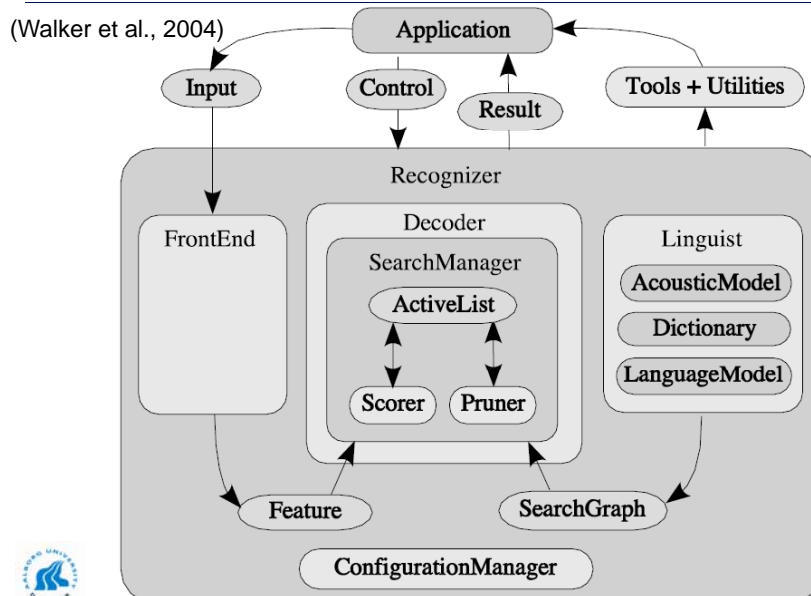 (Walker et al., 2004)
Application
Input
Control
Result
Tools + Utilities
Recognizer
FrontEnd
Decoder
SearchManager
ActiveList
Scorer
Pruner
Linguist
AcousticModel
Dictionary
LanguageModel
Feature
SearchGraph
ConfigurationManager